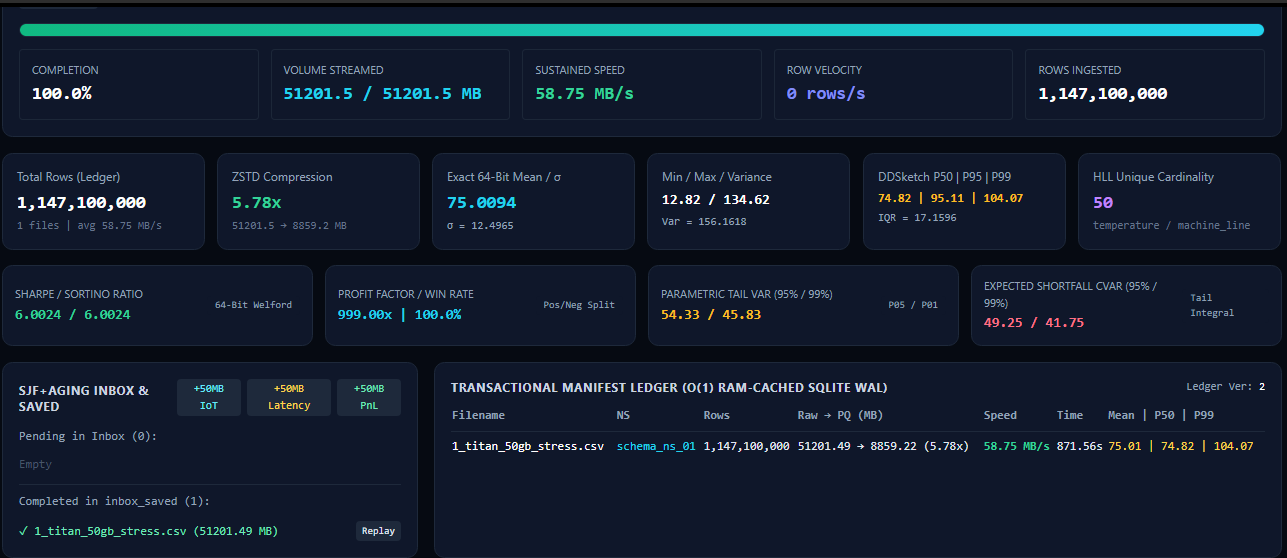 COMPLETION
100.0%
VOLUME STREAMED
51201.5 / 51201.5 MB
SUSTAINED SPEED
58.75 MB/s
ROW VELOCITY
0 rows/s
ROWS INGESTED
1,147,100,000
Total Rows (Ledger)
1,147,100,000
1 files | avg 58.75 MB/s
ZSTD Compression
5.78x
51201.5 → 8859.2 MB
Exact 64-Bit Mean / σ
75.0094
σ = 12.4965
Min / Max / Variance
12.82 / 134.62
Var = 156.1618
DDSketch P50 | P95 | P99
74.82 | 95.11 | 104.07
IQR = 17.1596
HLL Unique Cardinality
50
temperature / machine_line
SHARPE / SORTINO RATIO
6.0024 / 6.0024
64-Bit Welford
PROFIT FACTOR / WIN RATE
999.00x | 100.0%
Pos/Neg Split
PARAMETRIC TAIL VAR (95% / 99%)
54.33 / 45.83
P05 / P01
EXPECTED SHORTFALL CVAR (95% /
99%)
49.25 / 41.75
Tail
Integral
SJF+AGING INBOX &
SAVED
+50MB
IoT
+50MB
Latency
+50MB
PnL
Pending in Inbox (0):
Empty
Completed in inbox_saved (1):
✓ 1_titan_50gb_stress.csv (51201.49 MB)
Replay
TRANSACTIONAL MANIFEST LEDGER (O(1) RAM-CACHED SQLITE WAL)
Ledger Ver: 2
Filename NS Rows Raw → PQ (MB) Speed Time Mean | P50 | P99
1_titan_50gb_stress.csv schema_ns_01 1,147,100,000 51201.49 → 8859.22 (5.78x) 58.75 MB/s 871.56s 75.01 | 74.82 | 104.07